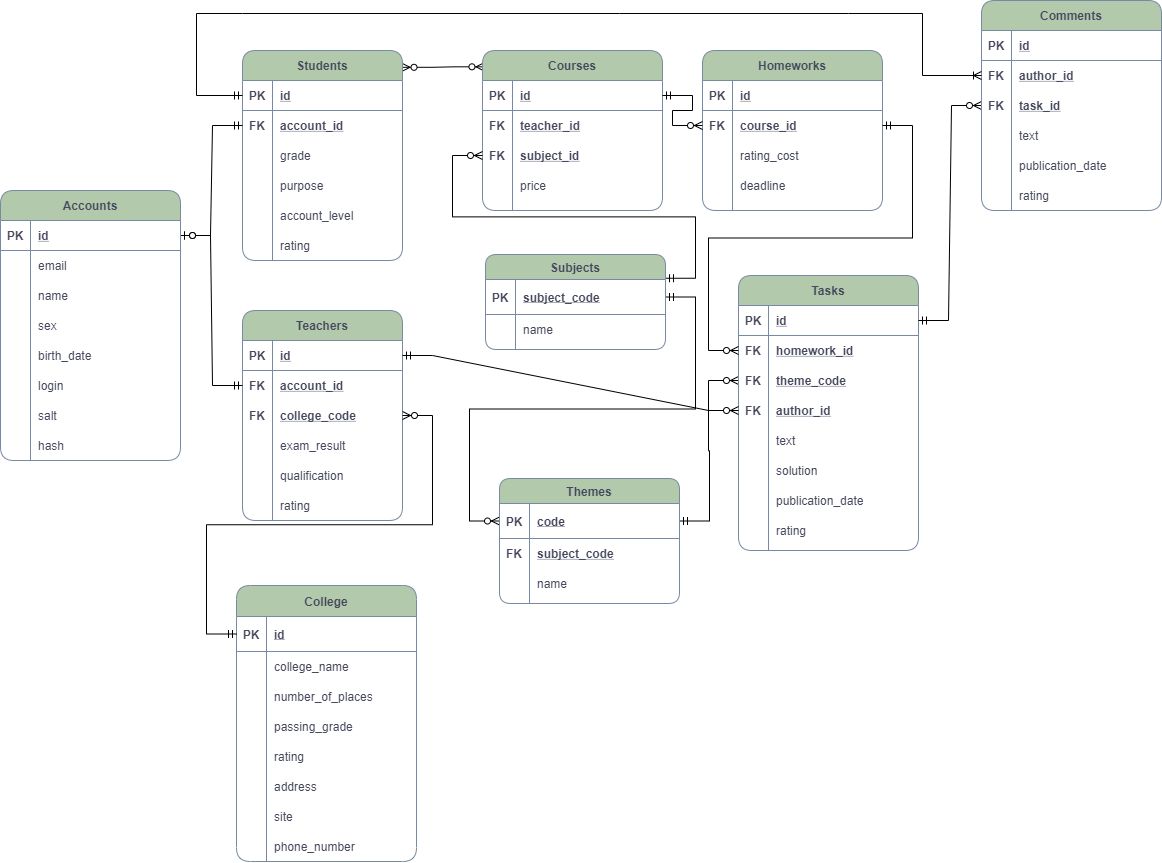 Comments
PK id
FK author_id
FK task_id
text
publication_date
rating
Students
PK id
FK account_id
grade
purpose
account_level
rating
Courses
PK id
FK teacher_id
FK subject_id
price
Homeworks
PK id
FK course_id
rating_cost
deadline
Accounts
PK id
email
name
sex
birth_date
login
salt
hash
Subjects
PK subject_code
name
Tasks
PK id
FK homework_id
FK theme_code
FK author_id
text
solution
publication_date
rating
Teachers
PK id
FK account_id
FK college_code
exam_result
qualification
rating
Themes
PK code
FK subject_code
name
College
PK id
college_name
number_of_places
passing_grade
rating
address
site
phone_number